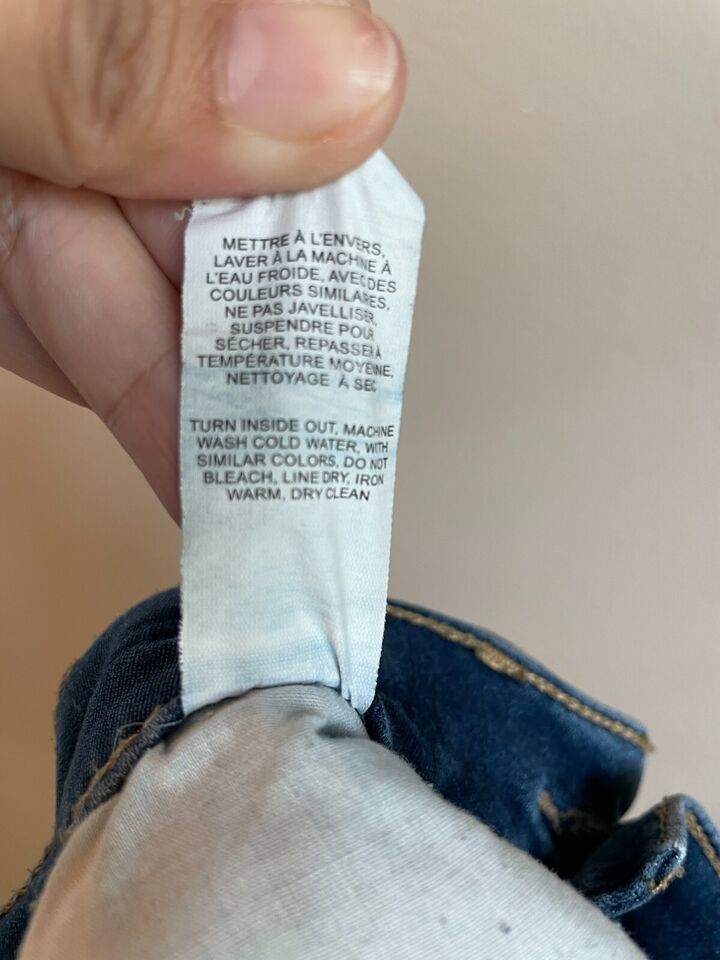 METTRE À L'ENVERS,
LAVER À LA MACHINE À
L'EAU FROIDE, AVEC DES
COULEURS SIMILARES,
NE PAS JAVELLISER,
SUSPENDRE POUR
SÉCHER, REPASSER À
TEMPÉRATURE MOYENNE,
NETTOYAGE À SEC
TURN INSIDE OUT, MACHINE
WASH COLD WATER, WITH
SIMILAR COLORS, DO NOT
BLEACH, LINE DRY, IRON
WARM, DRY CLEAN